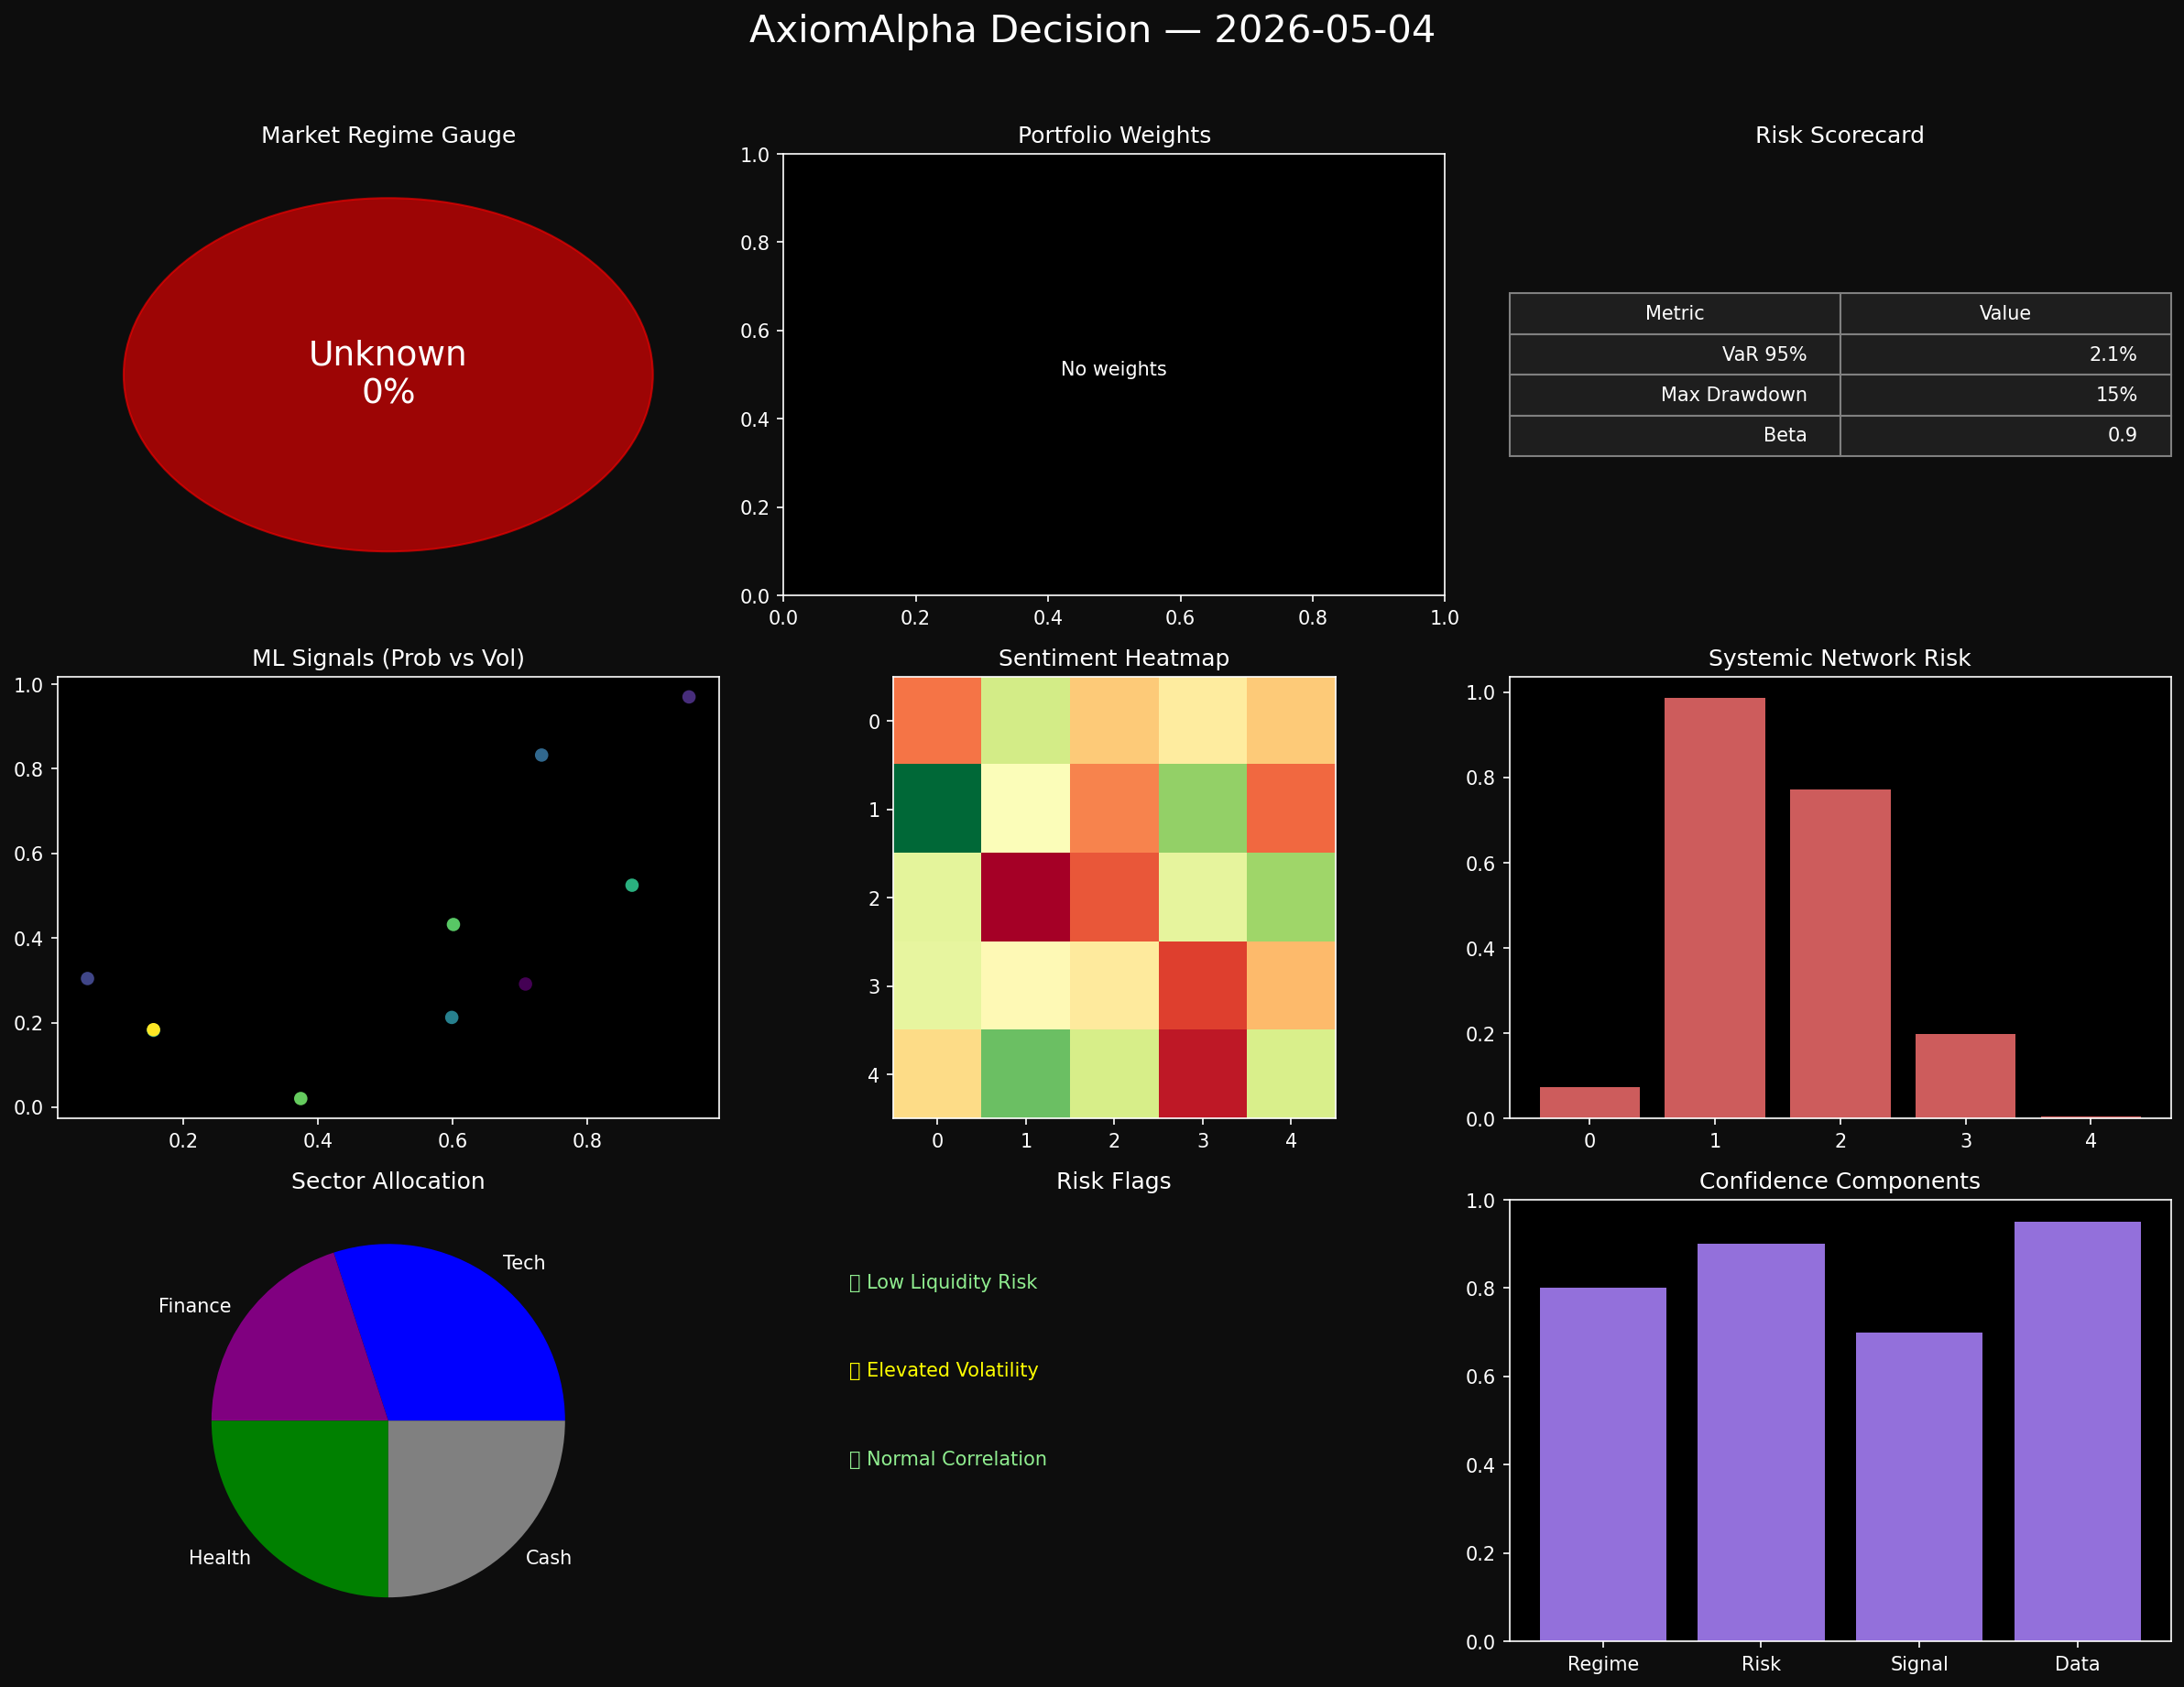 AxiomAlpha Decision — 2026-05-04
Market Regime Gauge
Unknown
0%
Portfolio Weights
1.0
0.8
0.6
0.4
0.2
0.0
No weights
0.0 0.2 0.4 0.6 0.8 1.0
Risk Scorecard
Metric Value
VaR 95% 2.1%
Max Drawdown 15%
Beta 0.9
ML Signals (Prob vs Vol)
1.0
0.8
0.6
0.4
0.2
0.0
0.2 0.4 0.6 0.8
Sentiment Heatmap
0
1
2
3
4
0 1 2 3 4
Systemic Network Risk
1.0
0.8
0.6
0.4
0.2
0.0
0 1 2 3 4
Sector Allocation
Tech
Finance
Health
Cash
Risk Flags
Low Liquidity Risk
Elevated Volatility
Normal Correlation
Confidence Components
1.0
0.8
0.6
0.4
0.2
0.0
Regime Risk Signal Data